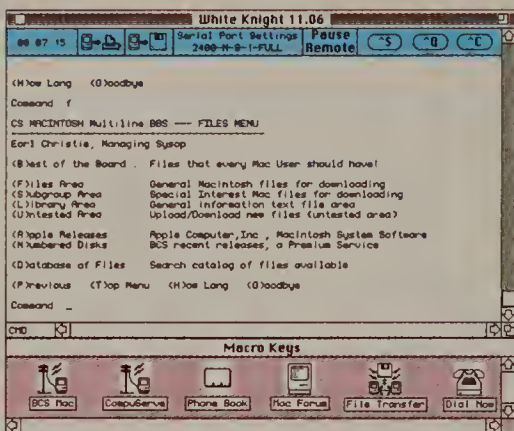 White Knight 11.06
00 07 15
Serial Port Settings
2400-N-8-1-FULL
Pause
Remote
^S
^Q
^C
(H)ow Long (G)oodbye
Command f
CS MACINTOSH Multiline BBS --- FILES MENU
Earl Christie, Managing Sysop
(B)est of the Board . Files that every Mac User should have!
(F)iles Area General Macintosh files for downloading
(S)ubgroup Area Special Interest Mac files for downloading
(L)ibrary Area General information text file area
(U)ntested Area Upload/Download new files (untested area)
(A)pple Releases Apple Computer,Inc , Macintosh System Software
(N)umbered Disks BCS recent releases, a Premium Service
(D)atabase of Files Search catalog of files available
(P)revious (T)op Menu (H)ow Long (G)oodbye
Command _
CMD
Macro Keys
BCS Mac
CompuServe
Phone Book
Mac Forum
File Transfer
Dial Now